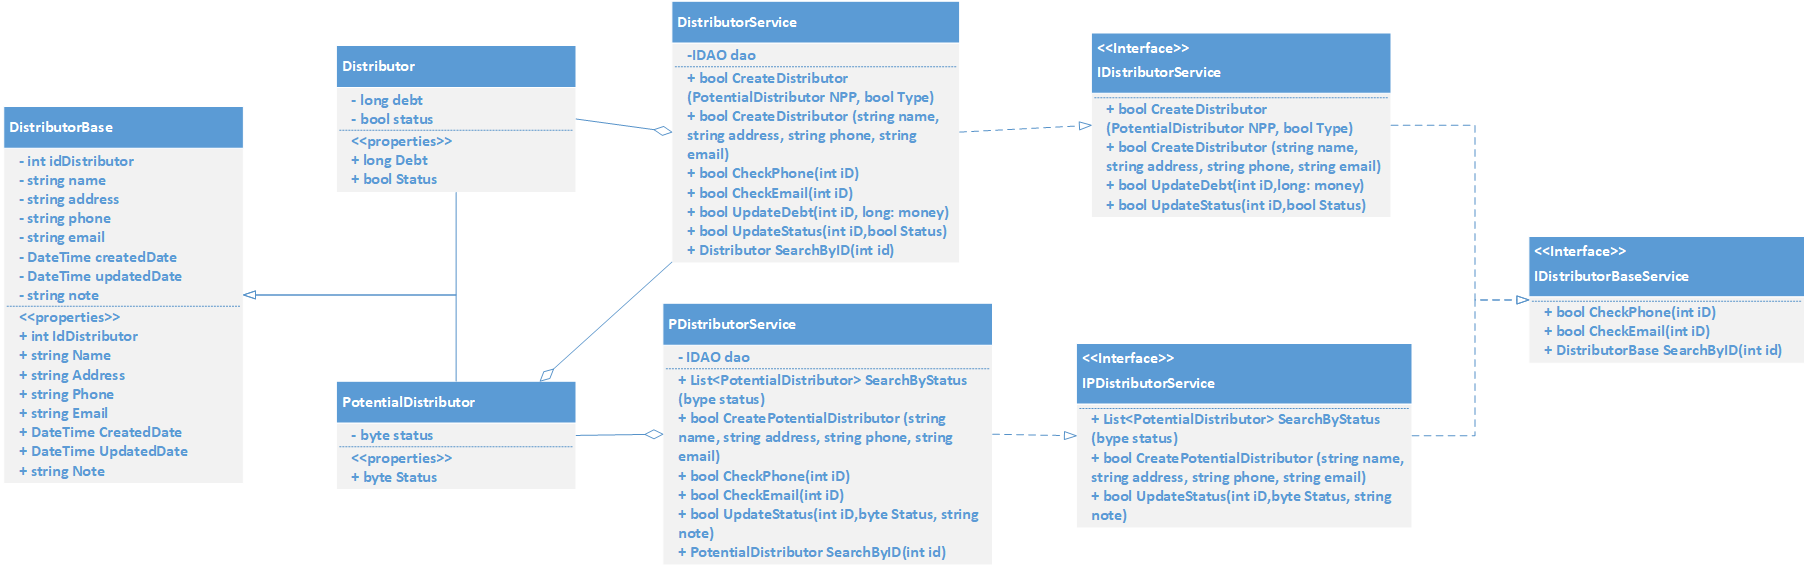 DistributorBase
- int idDistributor
- string name
- string address
- string phone
- string email
- DateTime createdDate
- DateTime updatedDate
- string note
<<properties>>
+ int IdDistributor
+ string Name
+ string Address
+ string Phone
+ string Email
+ DateTime CreatedDate
+ DateTime UpdatedDate
+ string Note
Distributor
- long debt
- bool status
<<properties>>
+ long Debt
+ bool Status
PotentialDistributor
- byte status
<<properties>>
+ byte Status
DistributorService
-IDAO dao
+ bool CreateDistributor
(PotentialDistributor NPP, bool Type)
+ bool CreateDistributor (string name,
string address, string phone, string
email)
+ bool CheckPhone(int iD)
+ bool CheckEmail(int iD)
+ bool UpdateDebt(int iD, long: money)
+ bool UpdateStatus(int iD,bool Status)
+ Distributor SearchByID(int id)
PDistributorService
- IDAO dao
+ List<PotentialDistributor> SearchByStatus
(bype status)
+ bool CreatePotentialDistributor (string
name, string address, string phone, string
email)
+ bool CheckPhone(int iD)
+ bool CheckEmail(int iD)
+ bool UpdateStatus(int iD,byte Status, string
note)
+ PotentialDistributor SearchByID(int id)
<<Interface>>
IDistributorService
+ bool CreateDistributor
(PotentialDistributor NPP, bool Type)
+ bool CreateDistributor (string name,
string address, string phone, string email)
+ bool UpdateDebt(int iD,long: money)
+ bool UpdateStatus(int iD,bool Status)
<<Interface>>
IPDistributorService
+ List<PotentialDistributor> SearchByStatus
(bype status)
+ bool CreatePotentialDistributor (string name,
string address, string phone, string email)
+ bool UpdateStatus(int iD,byte Status, string
note)
<<Interface>>
IDistributorBaseService
+ bool CheckPhone(int iD)
+ bool CheckEmail(int iD)
+ DistributorBase SearchByID(int id)